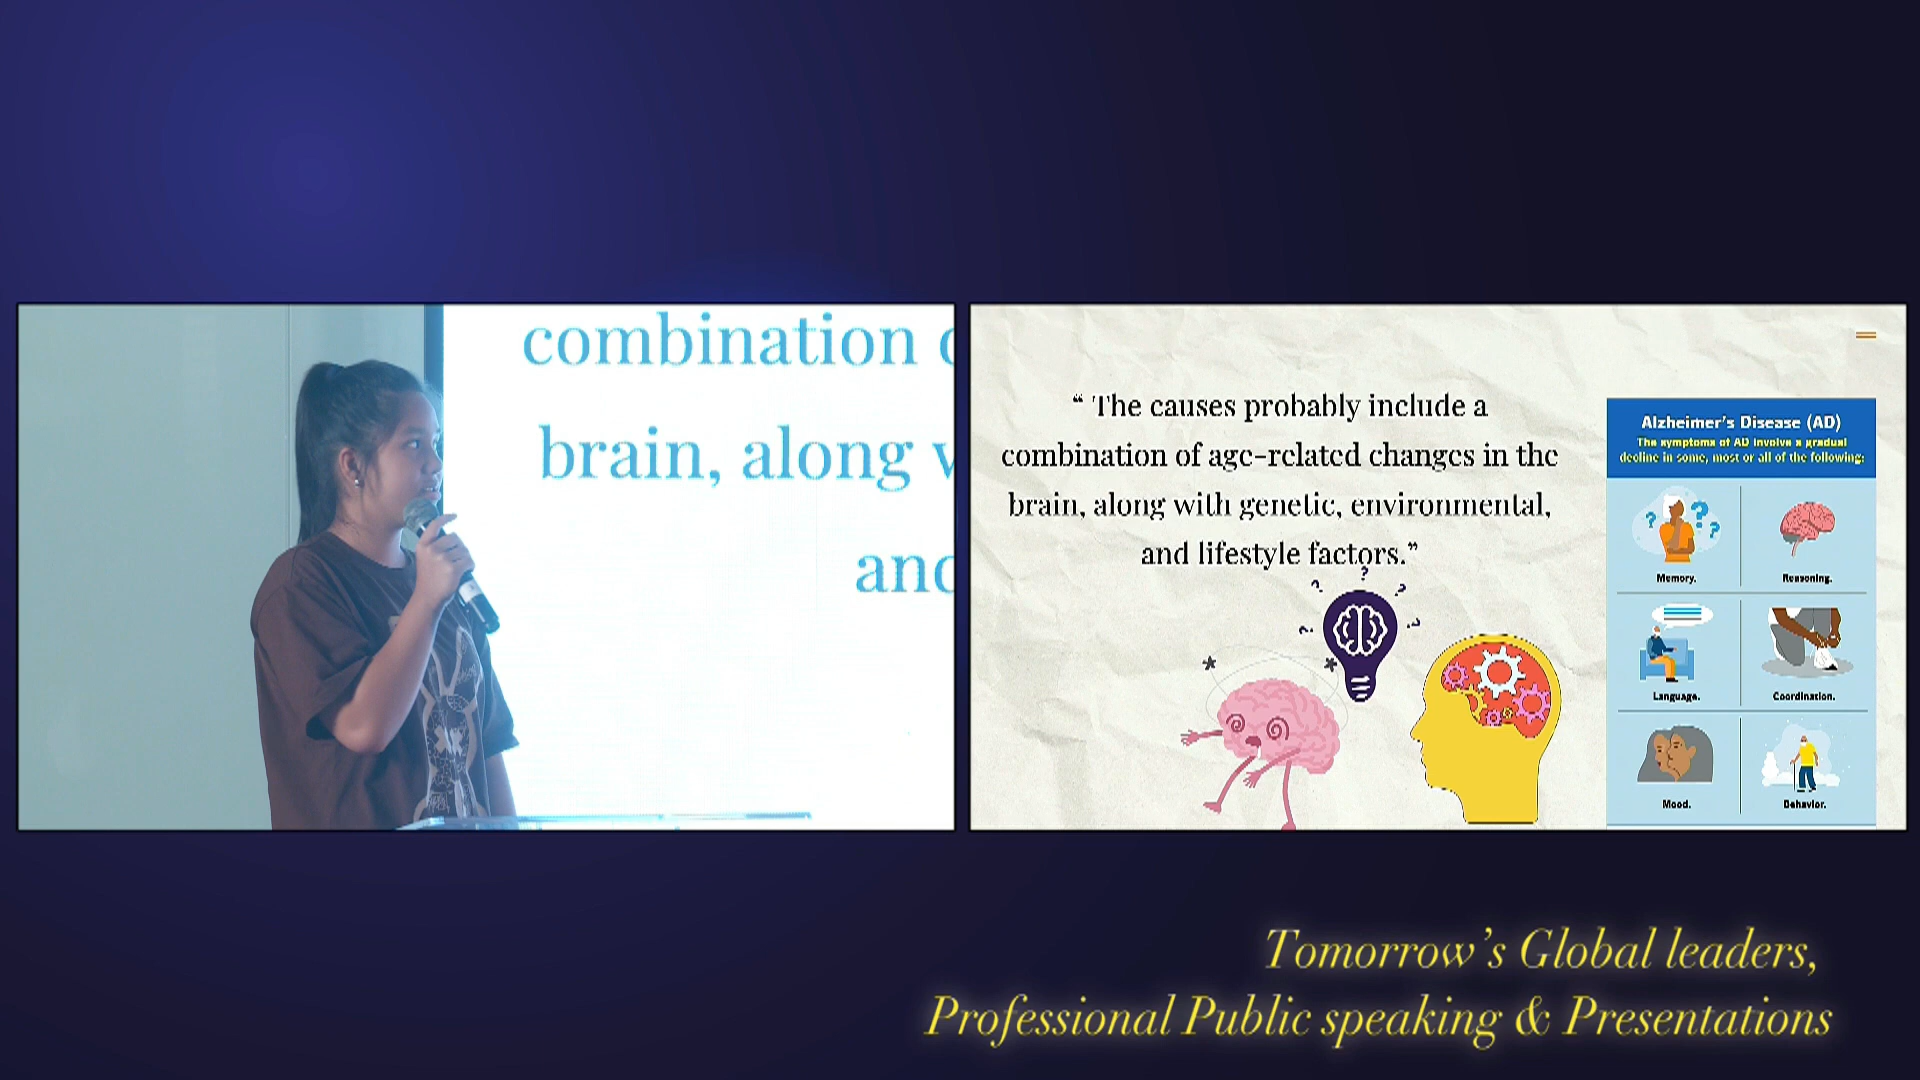 combination
brain, along
and
“ The causes probably include a
combination of age-related changes in the
brain, along with genetic, environmental,
and lifestyle factors.”
Alzheimer's Disease (AD)
The symptoms of AD involve a gradual
decline in some, most or all of the following:
Memory.
Reasoning.
Language.
Coordination.
Mood.
Behavior.
Tomorrow’s Global leaders,
Professional Public speaking & Presentations